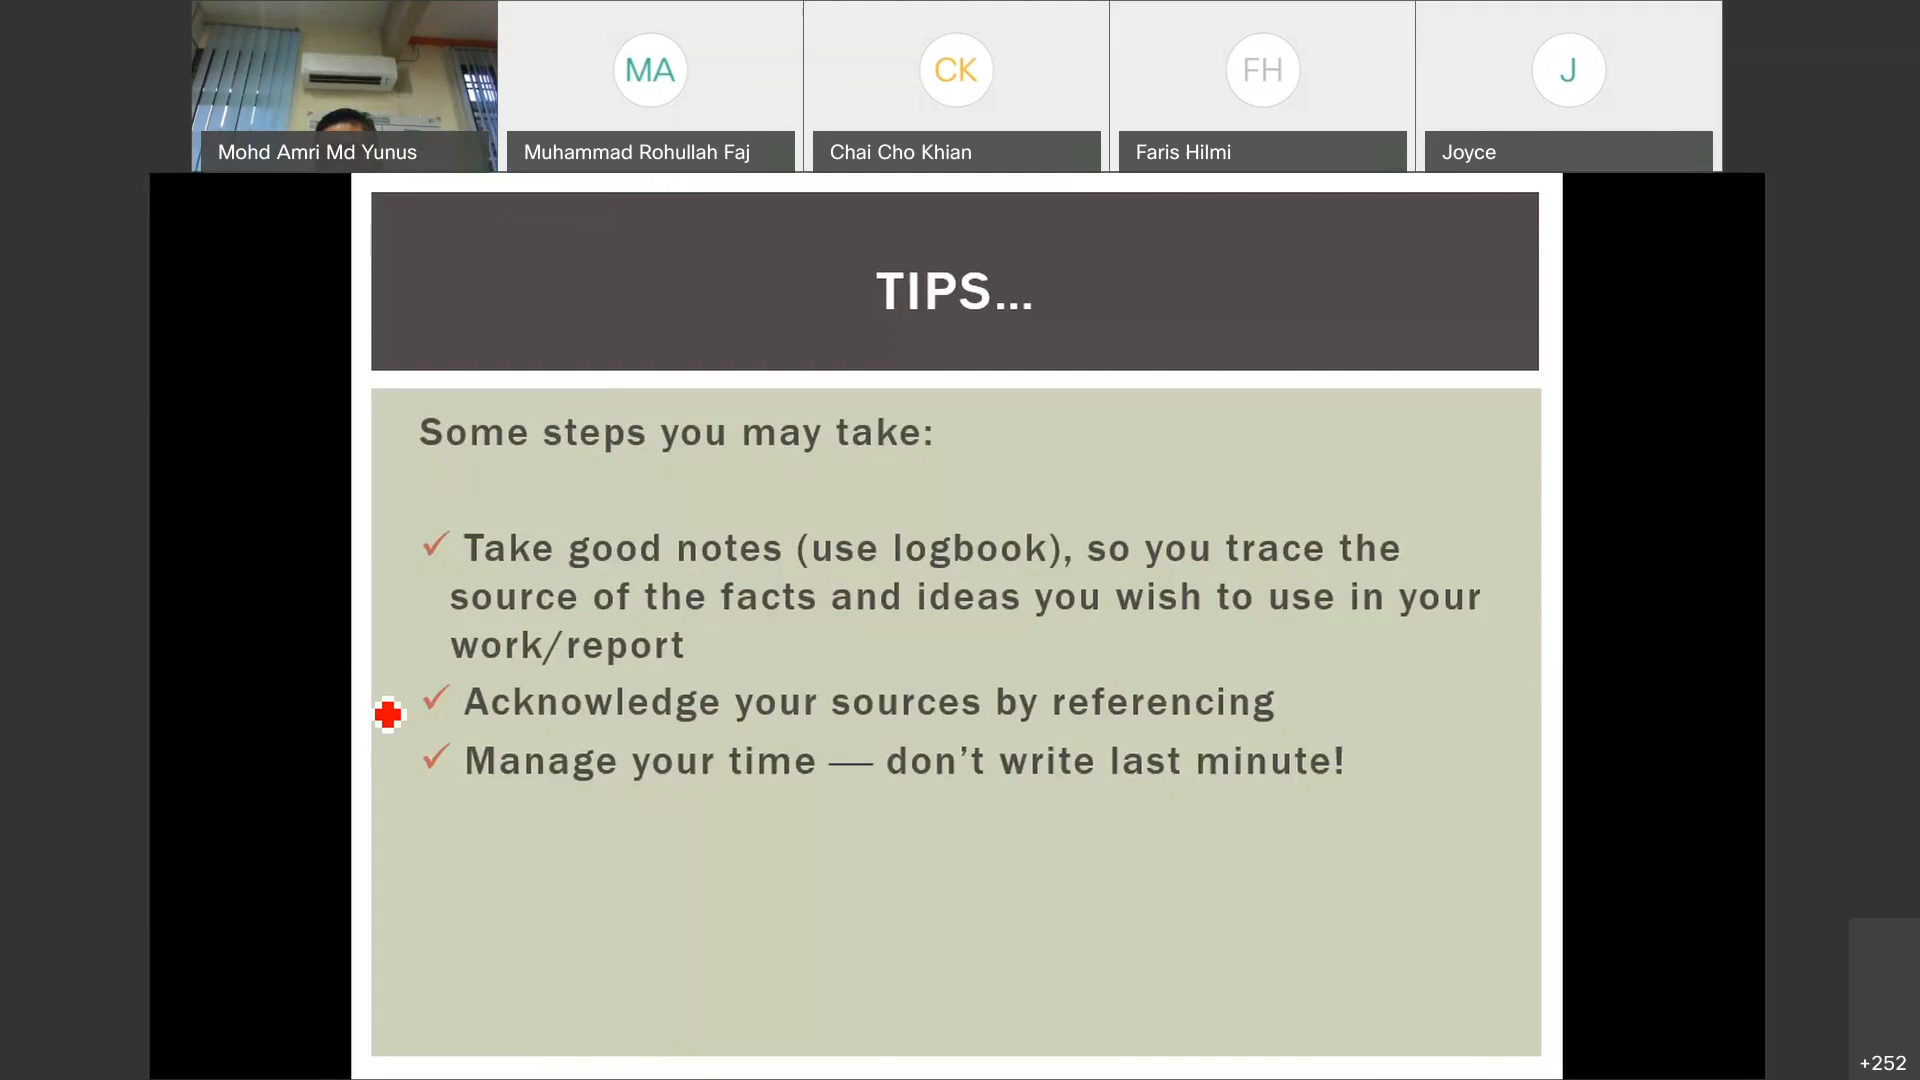 MA
CK
FH
J
Mohd Amri Md Yunus
Muhammad Rohullah Faj
Chai Cho Khian
Faris Hilmi
Joyce
TIPS...
Some steps you may take:
✓ Take good notes (use logbook), so you trace the
source of the facts and ideas you wish to use in your
work/report
✓ Acknowledge your sources by referencing
✓ Manage your time — don’t write last minute!
+252